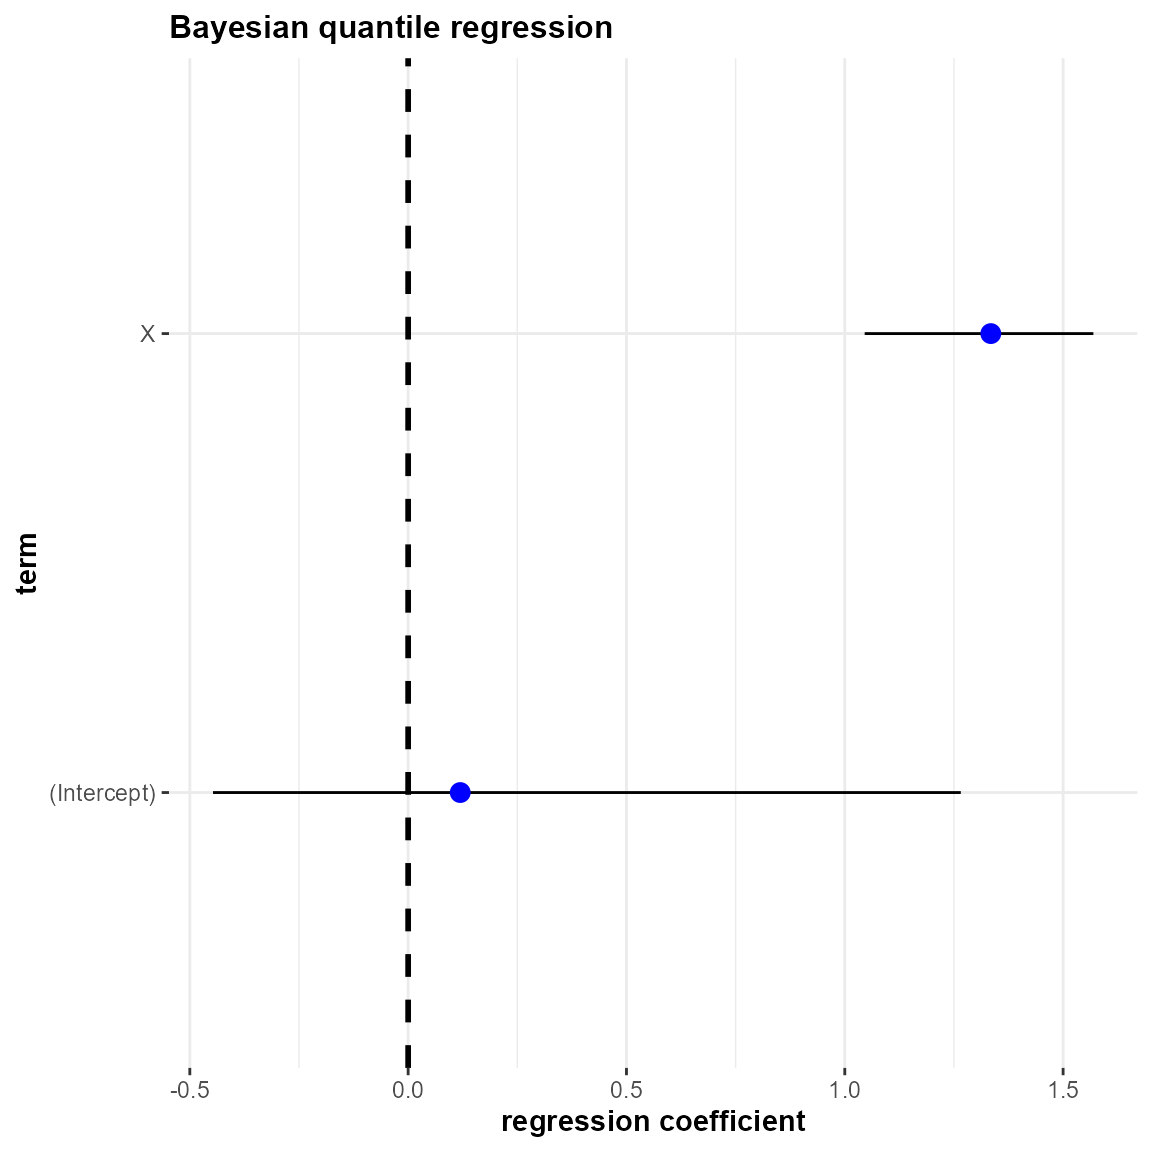 Bayesian quantile regression
term
X
(Intercept)
-0.5 0.0 0.5 1.0 1.5
regression coefficient